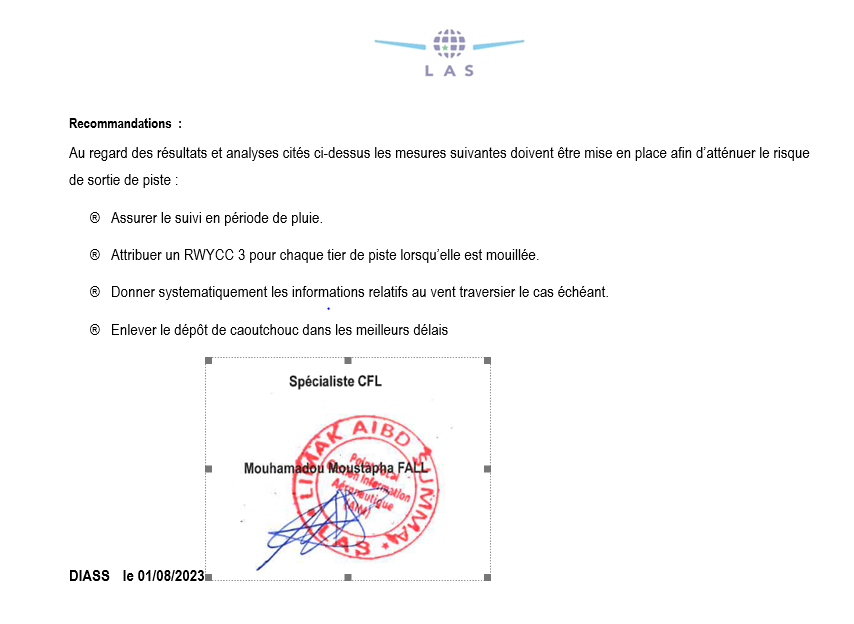 LAS
Recommandations :
Au regard des résultats et analyses cités ci-dessus les mesures suivantes doivent être mise en place afin d'atténuer le risque
de sortie de piste :
® Assurer le suivi en période de pluie.
® Attribuer un RWYCC 3 pour chaque tier de piste lorsqu'elle est mouillée.
® Donner systematiquement les informations relatifs au vent traversier le cas échéant.
® Enlever le dépôt de caoutchouc dans les meilleurs délais
Spécialiste CFL
LIMAK AIBD SUMMA
Mouhamadou Moustapha FALL
Point Focal
Gestion Information
Aéronautique
(AIM)
LAS
DIASS le 01/08/2023